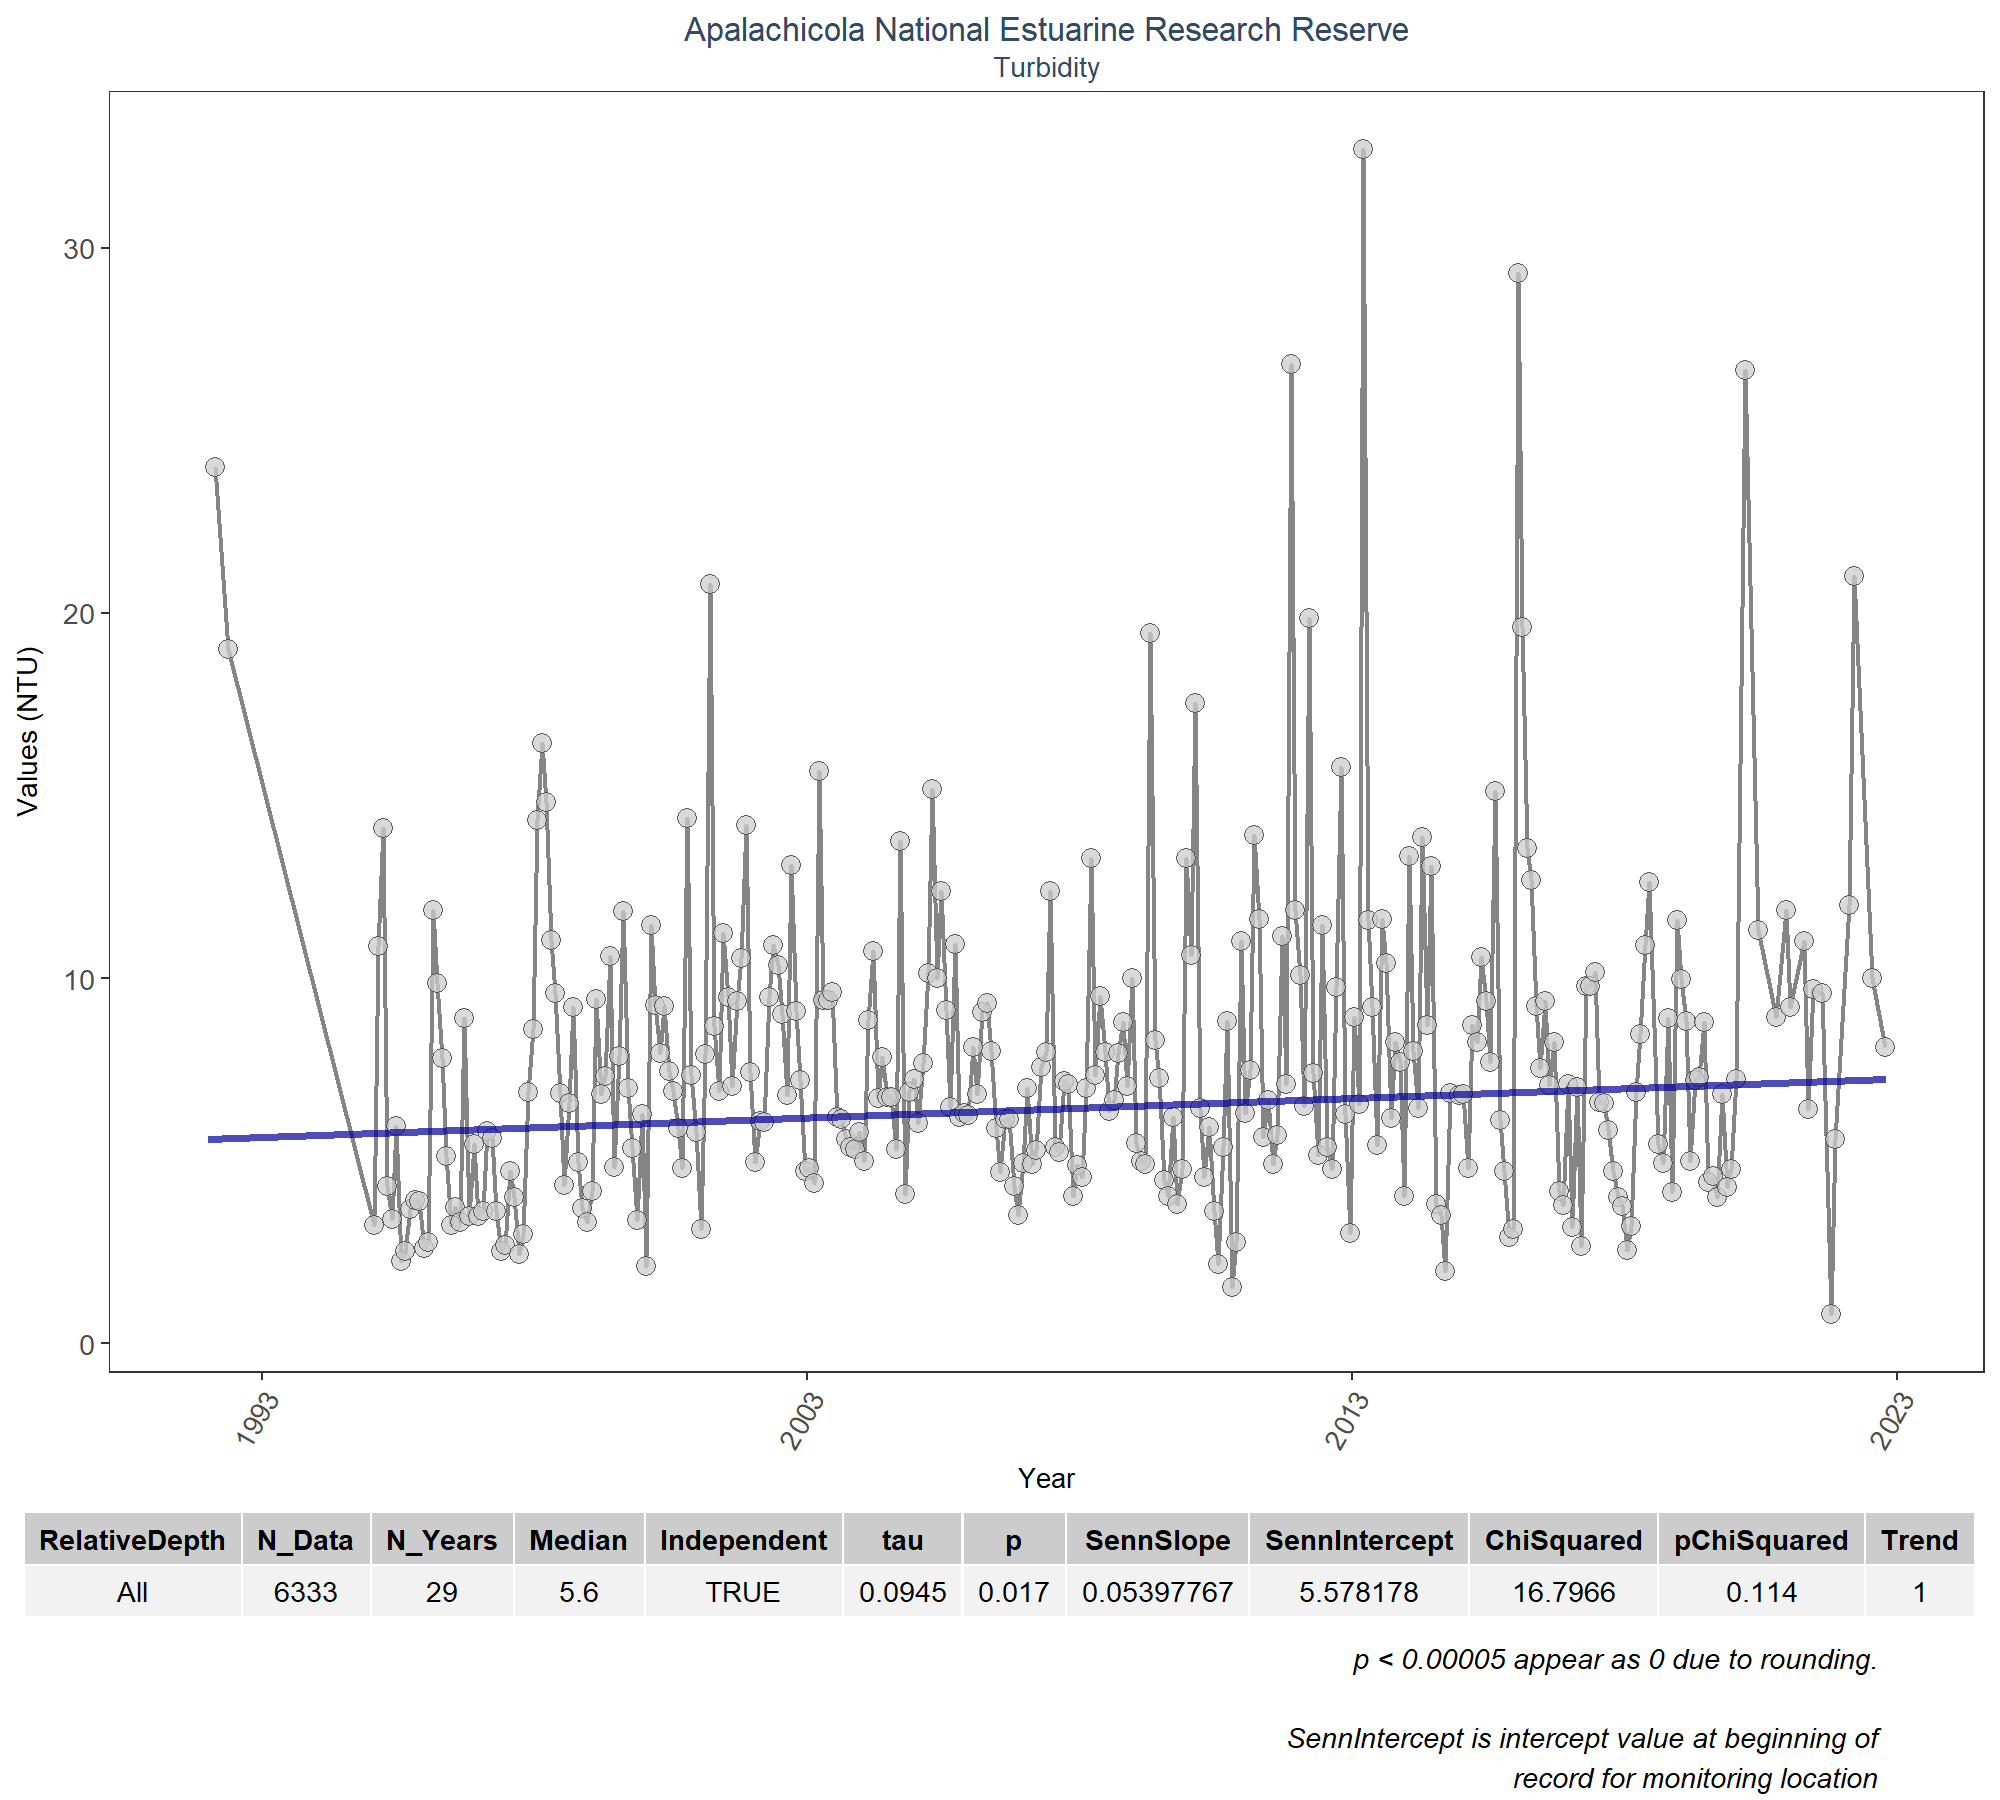 Apalachicola National Estuarine Research Reserve
Turbidity
Values (NTU)
30
20
10
0
1993 2003 2013 2023
Year
RelativeDepth N_Data N_Years Median Independent tau p SennSlope SennIntercept ChiSquared pChiSquared Trend
All 6333 29 5.6 TRUE 0.0945 0.017 0.05397767 5.578178 16.7966 0.114 1
p < 0.00005 appear as 0 due to rounding.
SennIntercept is intercept value at beginning of
record for monitoring location